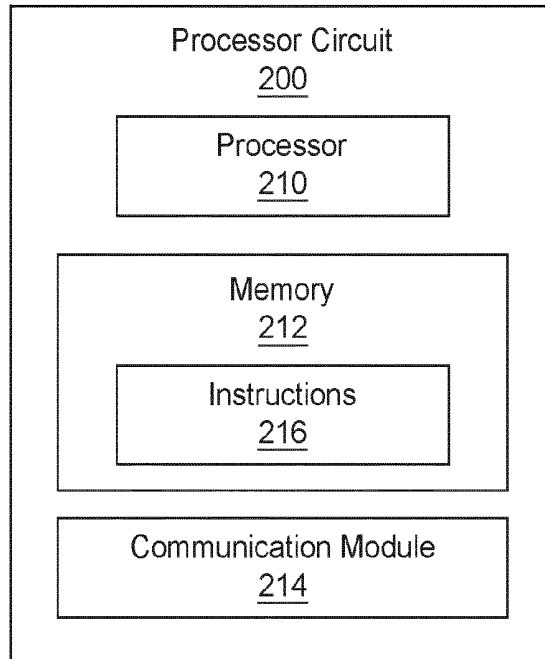 Processor Circuit
200
Processor
210
Memory
212
Instructions
216
Communication Module
214